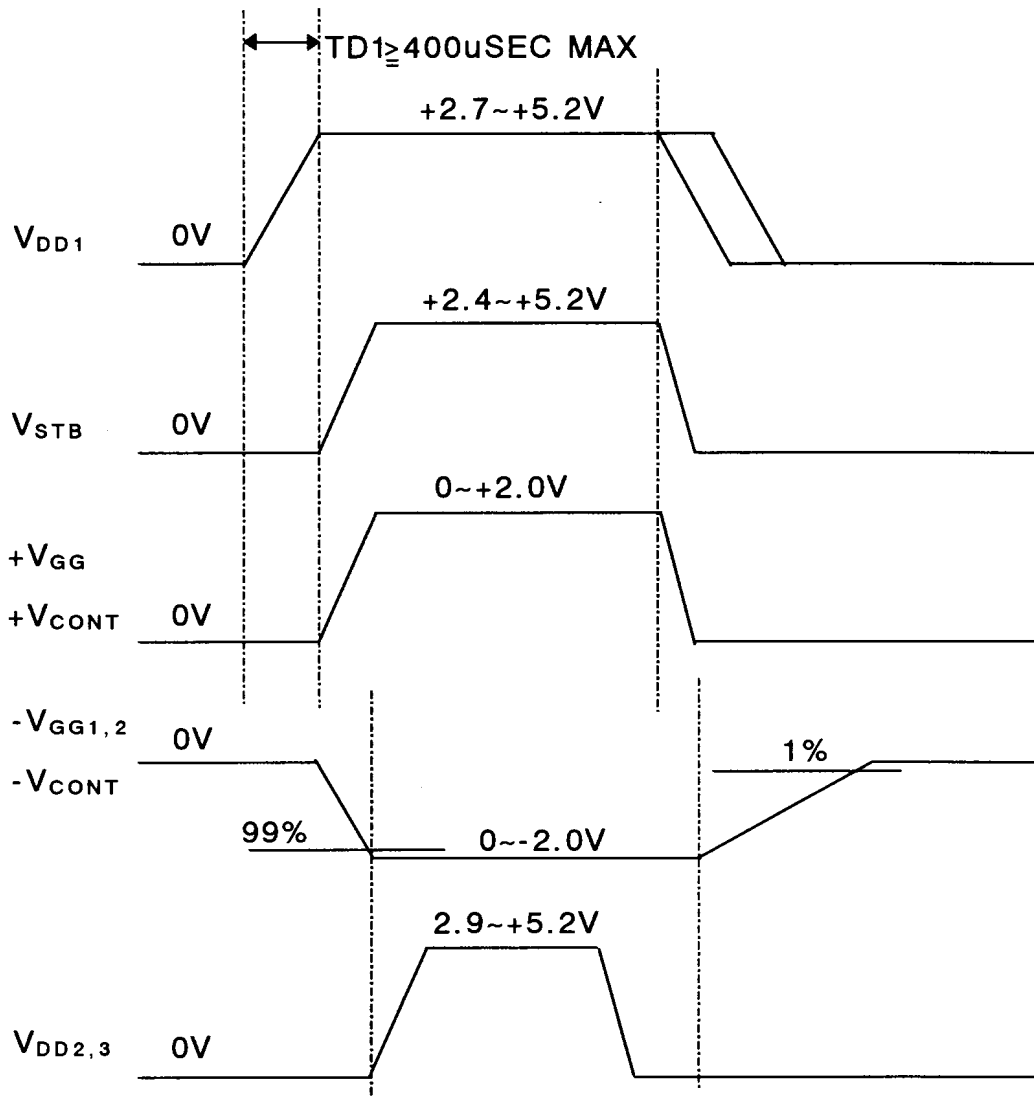 TD1≧400uSEC MAX
+2.7~+5.2V
VDD1 0V
+2.4~+5.2V
VSTB 0V
0~+2.0V
+VGG
+VCONT 0V
-VGG1,2 0V
-VCONT
1%
99%
0~-2.0V
2.9~+5.2V
VDD2,3 0V